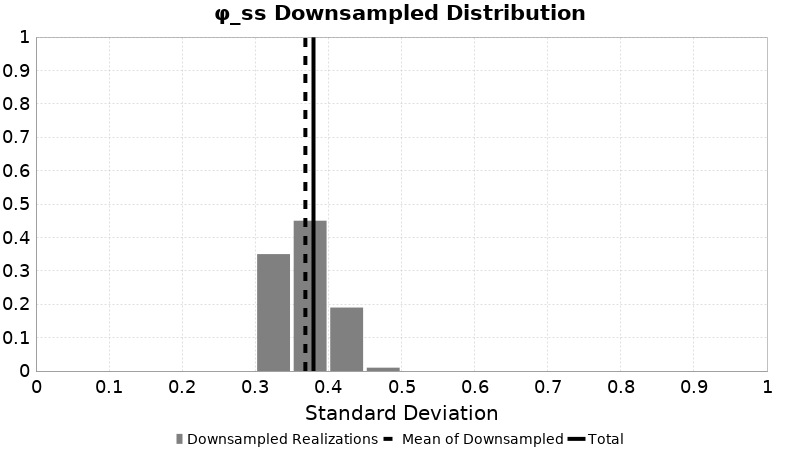 φ_ss Downsampled Distribution
1
0.9
0.8
0.7
0.6
0.5
0.4
0.3
0.2
0.1
0
0 0.1 0.2 0.3 0.4 0.5 0.6 0.7 0.8 0.9 1
Standard Deviation
Downsampled Realizations Mean of Downsampled Total